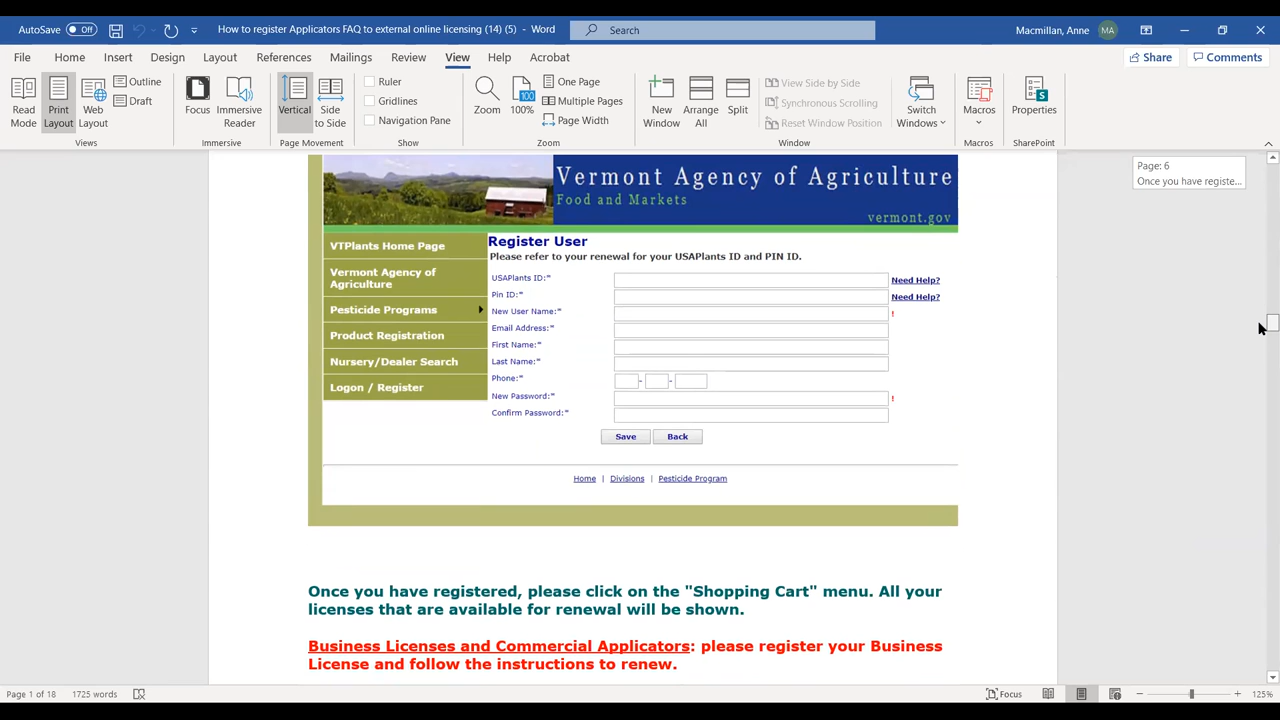 AutoSave Off How to register Applicators FAQ to external online licensing (14) (5) - Word Search Macmillan, Anne MA
File Home Insert Design Layout References Mailings Review View Help Acrobat Share Comments
Read Mode
Print Layout
Web Layout
Outline
Draft
Views
Focus
Immersive Reader
Immersive
Vertical
Side to Side
Page Movement
Ruler
Gridlines
Navigation Pane
Show
Zoom
100
100%
One Page
Multiple Pages
Page Width
Zoom
New Window
Arrange All
Split
View Side by Side
Synchronous Scrolling
Reset Window Position
Switch Windows
Window
Macros
Macros
Properties
SharePoint
Page: 6
Once you have registe...
Vermont Agency of Agriculture
Food and Markets
vermont.gov
VTPlants Home Page
Vermont Agency of
Agriculture
Pesticide Programs
Product Registration
Nursery/Dealer Search
Logon / Register
Register User
Please refer to your renewal for your USAPlants ID and PIN ID.
USAPlants ID:* Need Help?
Pin ID:* Need Help?
New User Name:* !
Email Address:*
First Name:*
Last Name:*
Phone:* - -
New Password:* !
Confirm Password:*
Save Back
Home | Divisions | Pesticide Program
Once you have registered, please click on the "Shopping Cart" menu. All your
licenses that are available for renewal will be shown.
Business Licenses and Commercial Applicators: please register your Business
License and follow the instructions to renew.
Page 1 of 18 1725 words Focus 125%